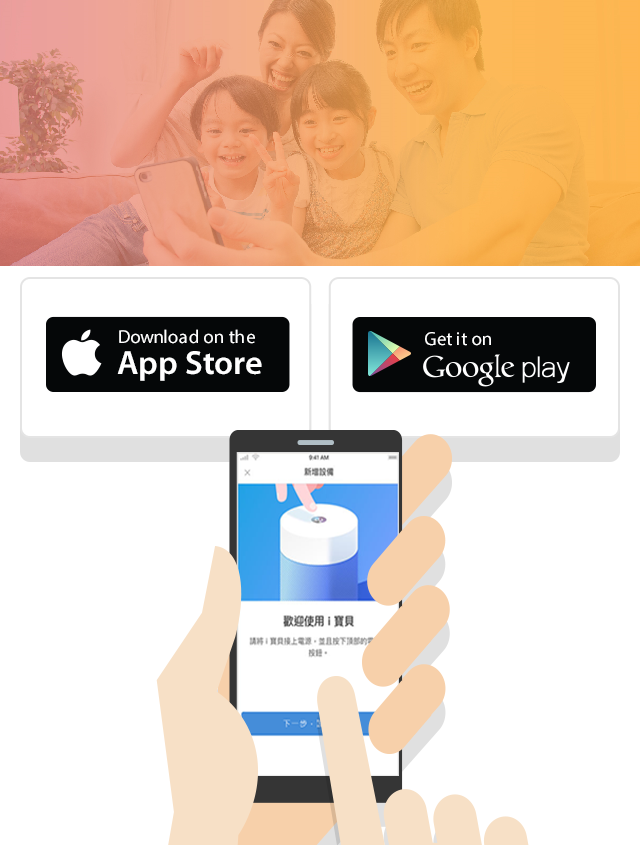 Download on the
App Store
Get it on
Google play
9:41 AM
新增設備
歡迎使用 i 寶貝
請將 i 寶貝接上電源，並且按下頂部的電
按鈕。
下一步，